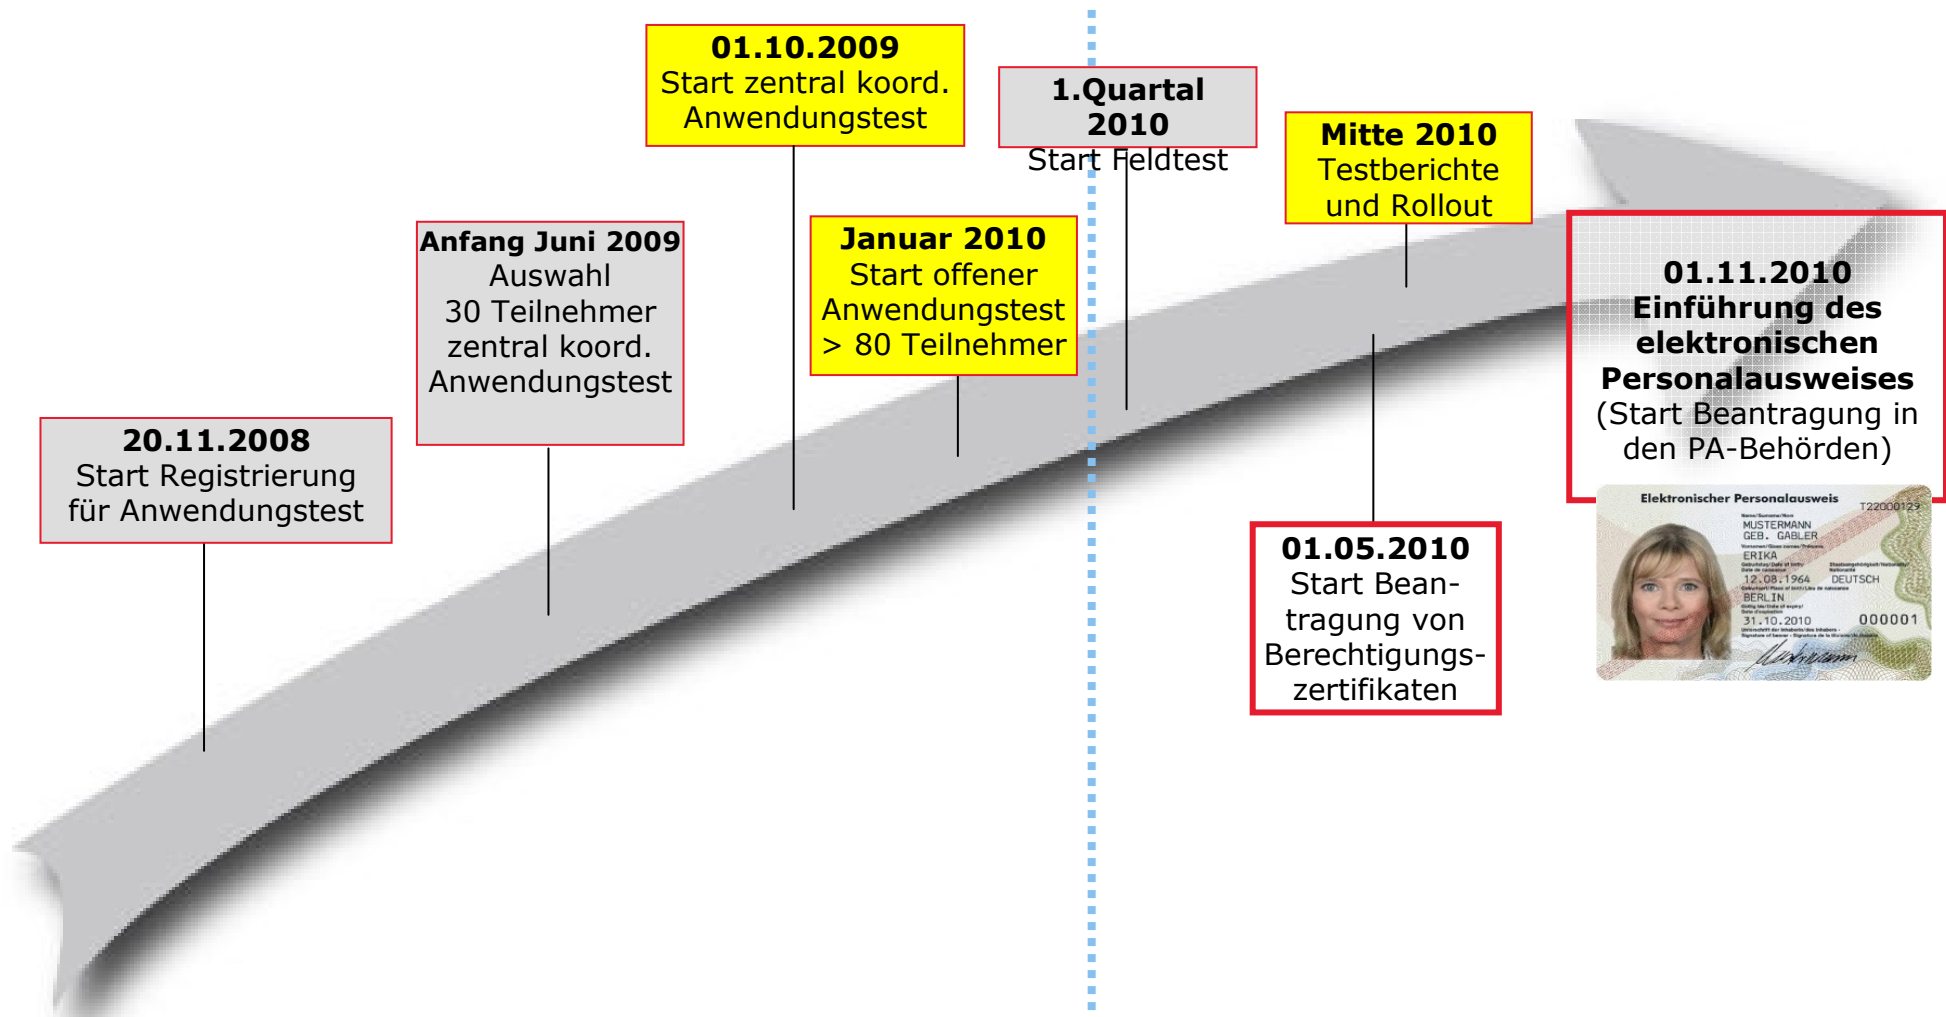 01.10.2009
Start zentral koord.
Anwendungstest
1.Quartal
2010
Start Feldtest
Mitte 2010
Testberichte
und Rollout
Anfang Juni 2009
Auswahl
30 Teilnehmer
zentral koord.
Anwendungstest
Januar 2010
Start offener
Anwendungstest
> 80 Teilnehmer
01.11.2010
Einführung des
elektronischen
Personalausweises
(Start Beantragung in
den PA-Behörden)
20.11.2008
Start Registrierung
für Anwendungstest
01.05.2010
Start Bean-
tragung von
Berechtigungs-
zertifikaten
Elektronischer Personalausweis
T22000129
Name/Surname/Nom
MUSTERMANN
GEB. GABLER
ERIKA
12.08.1964 DEUTSCH
BERLIN
31.10.2010 000001